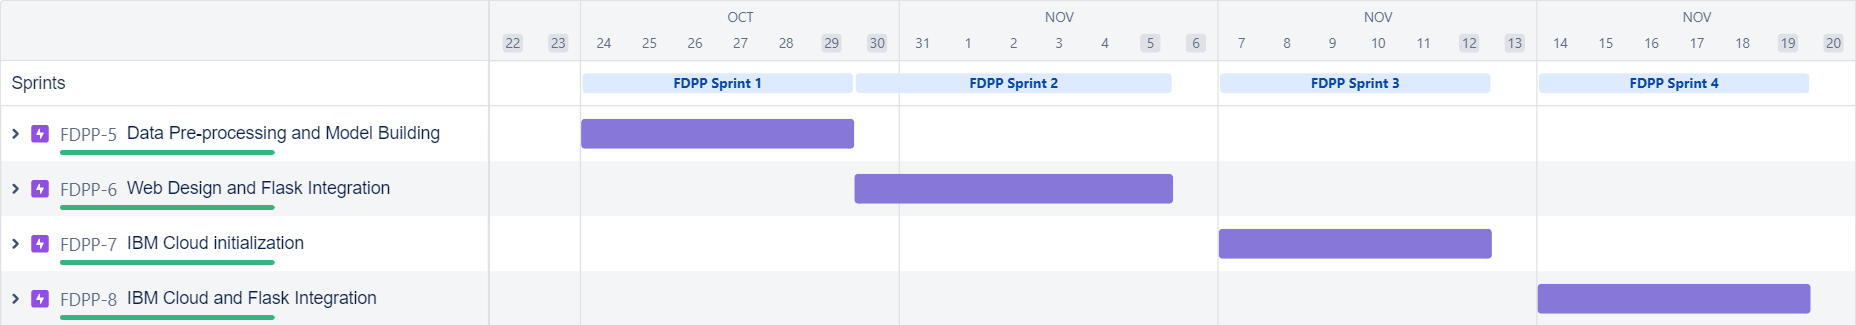 OCT NOV NOV NOV
22 23 24 25 26 27 28 29 30 31 1 2 3 4 5 6 7 8 9 10 11 12 13 14 15 16 17 18 19 20
Sprints FDPP Sprint 1 FDPP Sprint 2 FDPP Sprint 3 FDPP Sprint 4
FDPP-5 Data Pre-processing and Model Building
FDPP-6 Web Design and Flask Integration
FDPP-7 IBM Cloud initialization
FDPP-8 IBM Cloud and Flask Integration